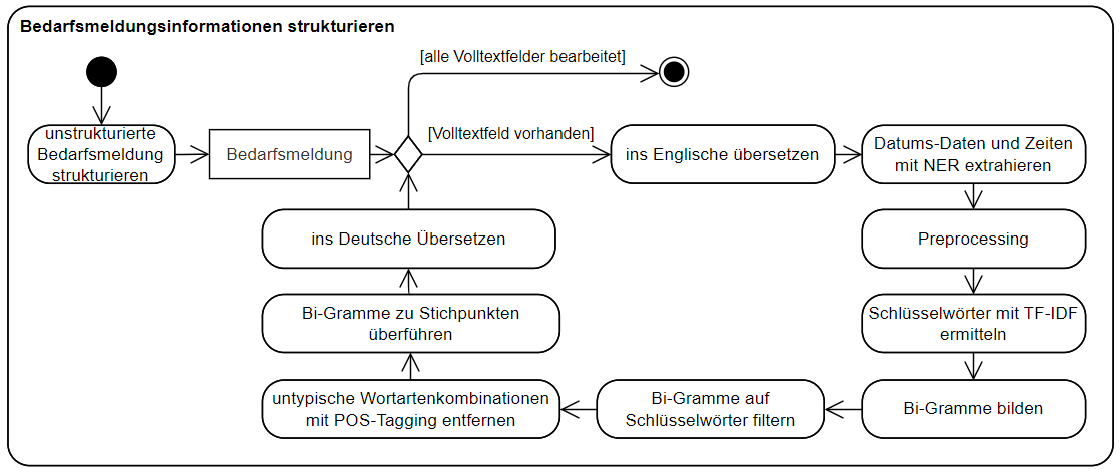 Bedarfsmeldungsinformationen strukturieren
[alle Volltextfelder bearbeitet]
unstrukturierte
Bedarfsmeldung
strukturieren
Bedarfsmeldung
[Volltextfeld vorhanden]
ins Englische übersetzen
Datums-Daten und Zeiten
mit NER extrahieren
Preprocessing
Schlüsselwörter mit TF-IDF
ermitteln
Bi-Gramme bilden
Bi-Gramme auf
Schlüsselwörter filtern
untypische Wortartenkombinationen
mit POS-Tagging entfernen
Bi-Gramme zu Stichpunkten
überführen
ins Deutsche Übersetzen